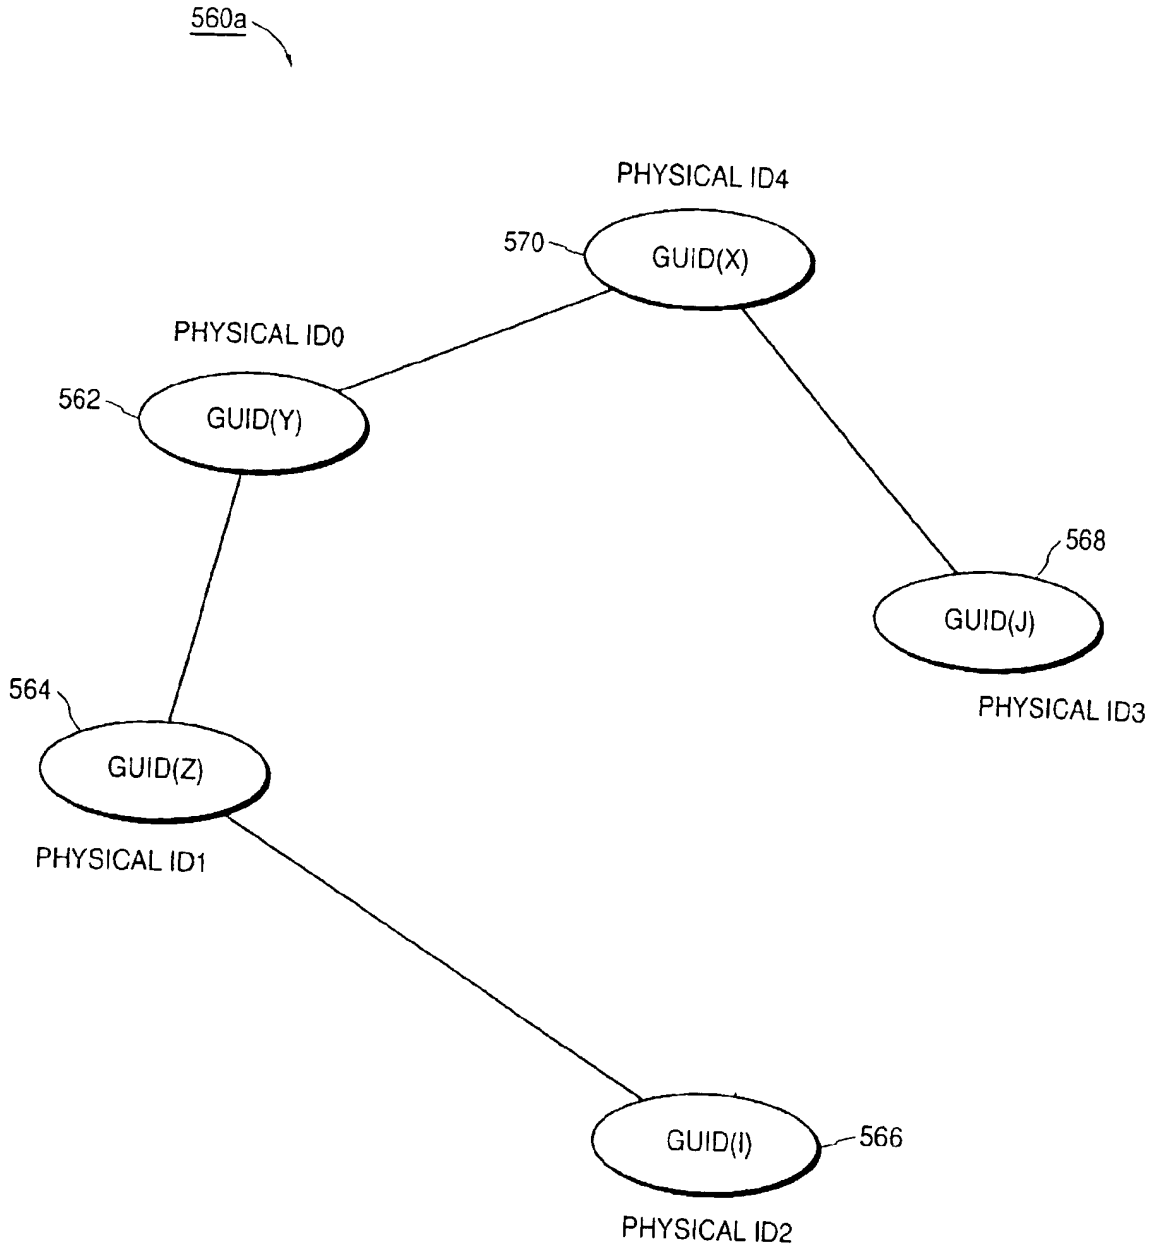 560a
PHYSICAL ID4
570
GUID(X)
PHYSICAL ID0
562
GUID(Y)
568
GUID(J)
PHYSICAL ID3
564
GUID(Z)
PHYSICAL ID1
GUID(I)
566
PHYSICAL ID2